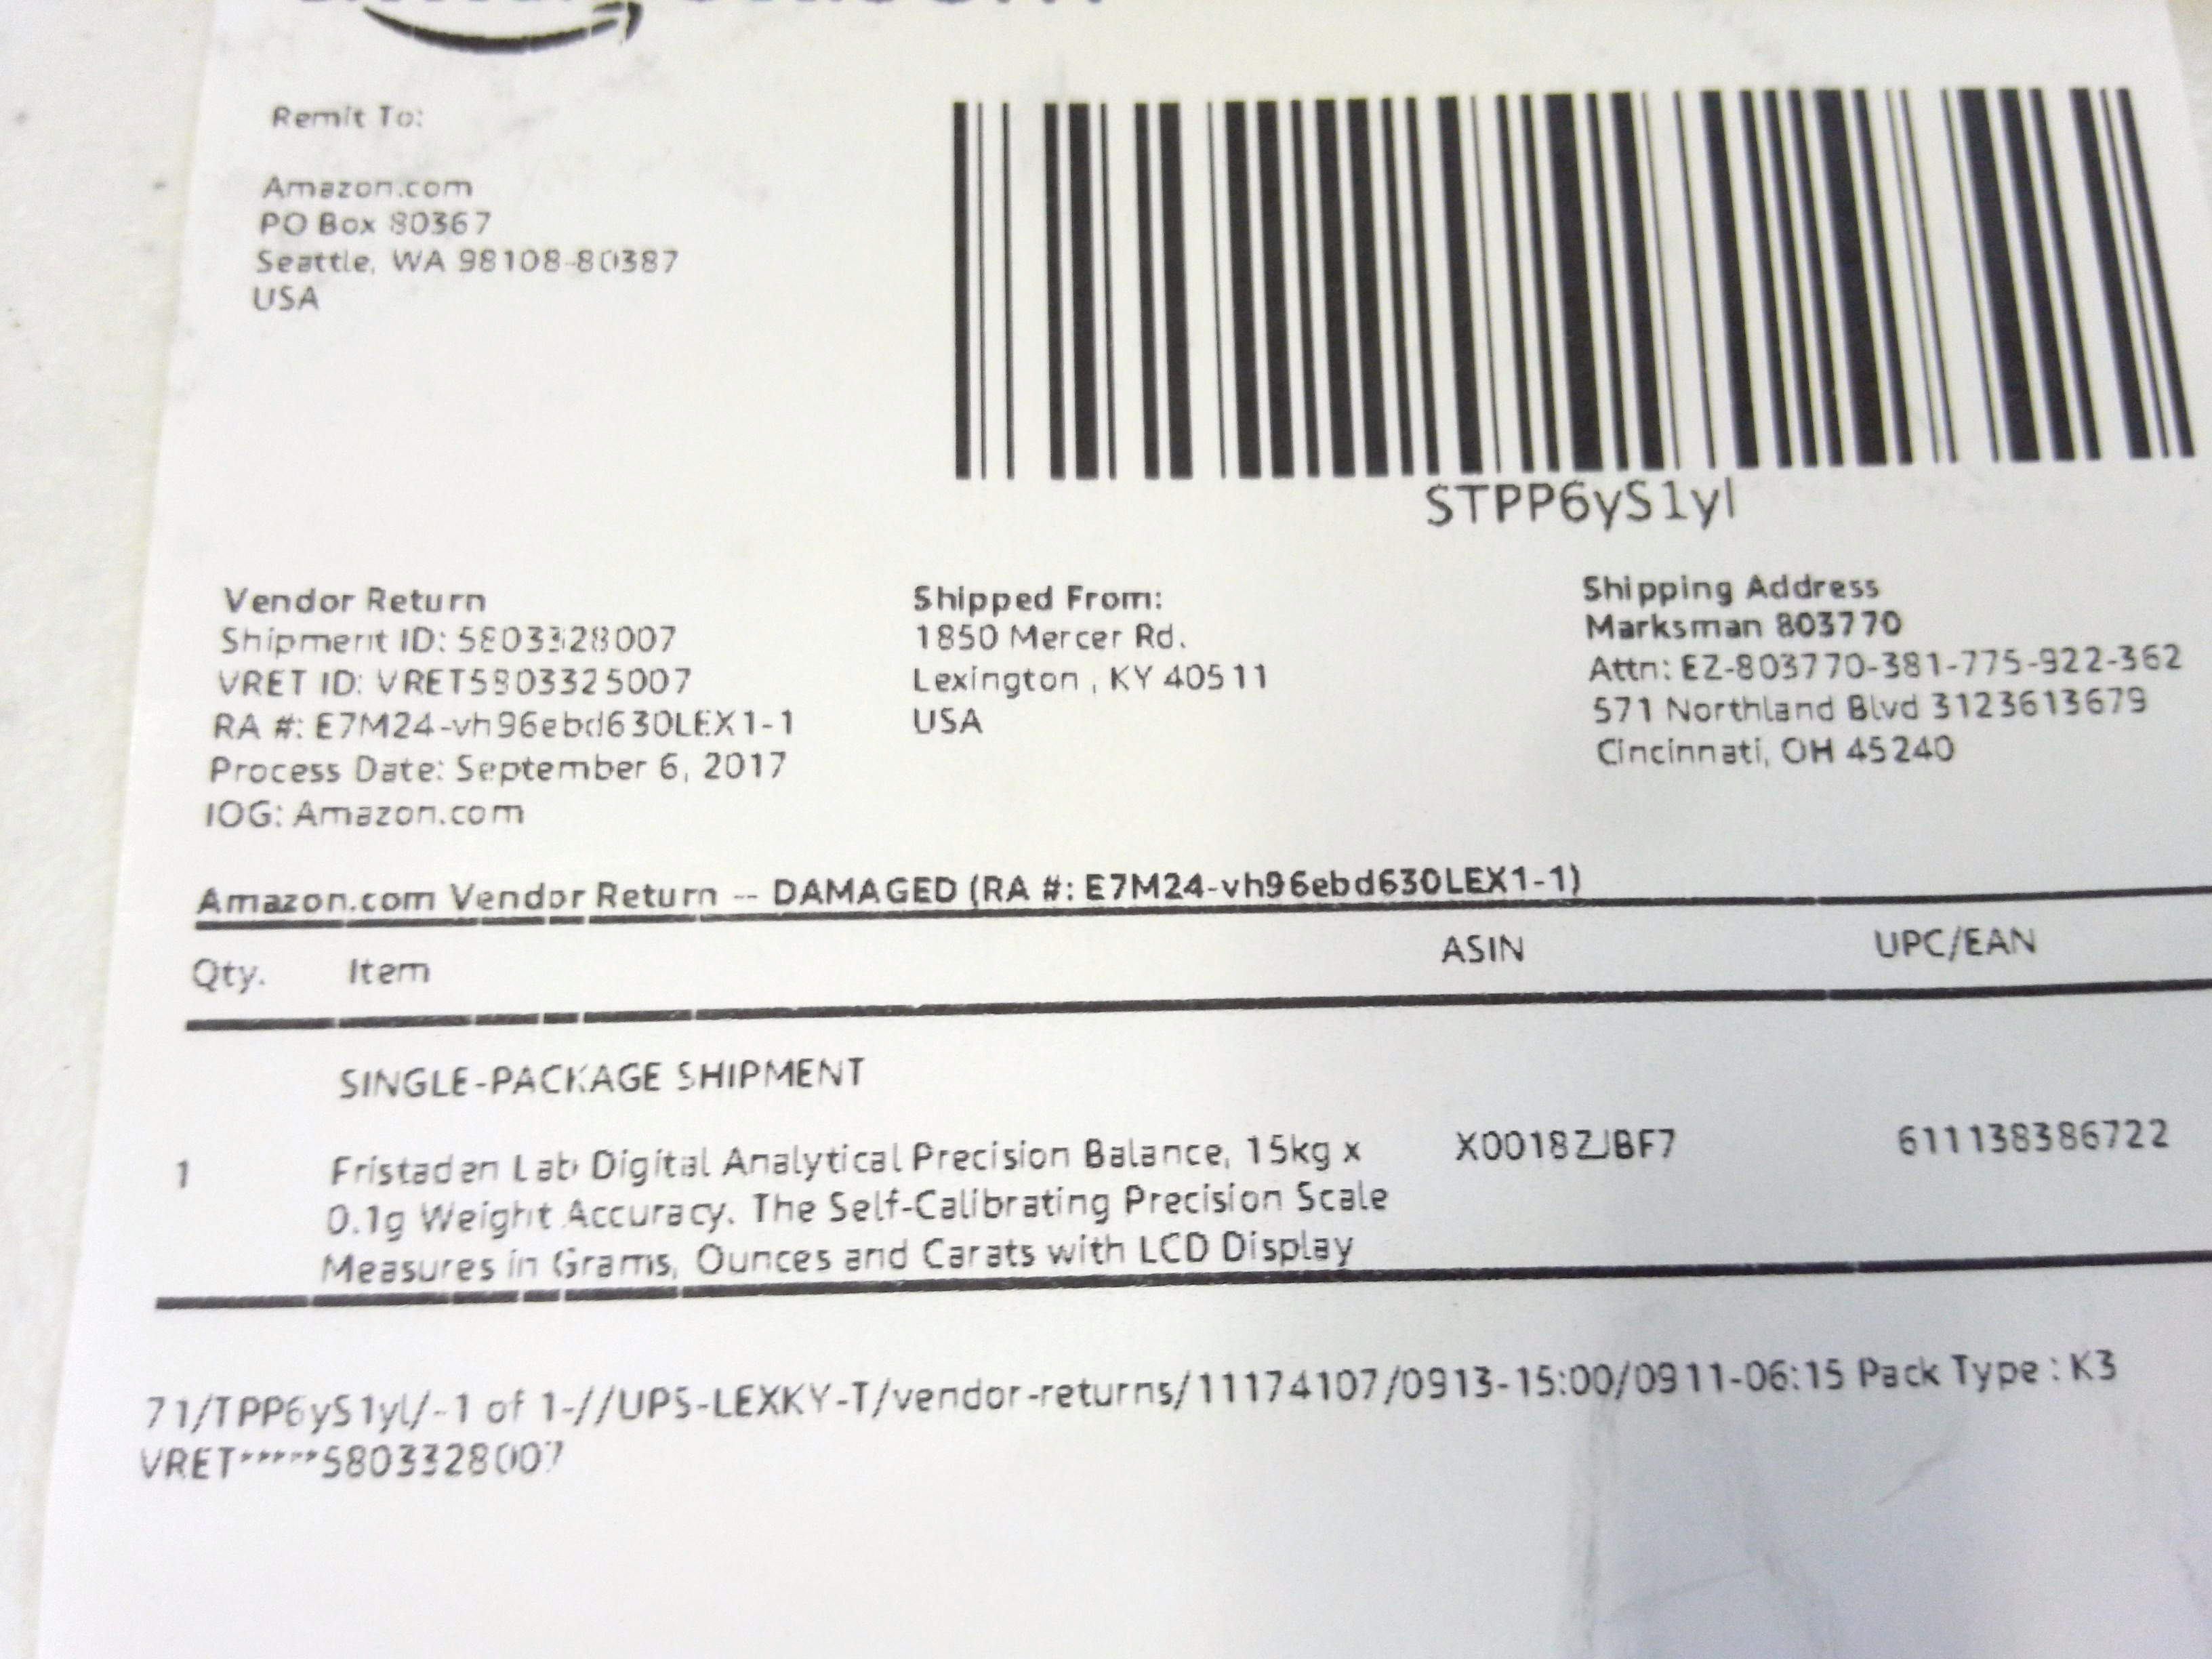 Remit To:
Amazon.com
PO Box 80367
Seattle, WA 98108-80387
USA
STPP6yS1yl
Vendor Return
Shipment ID: 5803328007
VRET ID: VRET5803325007
RA #: E7M24-vh96ebd630LEX1-1
Process Date: September 6, 2017
IOG: Amazon.com
Shipped From:
1850 Mercer Rd.
Lexington , KY 40511
USA
Shipping Address
Marksman 803770
Attn: EZ-803770-381-775-922-362
571 Northland Blvd 3123613679
Cincinnati, OH 45240
Amazon.com Vendor Return -- DAMAGED (RA #: E7M24-vh96ebd630LEX1-1)
Qty. Item ASIN UPC/EAN
SINGLE-PACKAGE SHIPMENT
1 Fristaden Lab Digital Analytical Precision Balance, 15kg x X0018ZJBF7 611138386722
0.1g Weight Accuracy. The Self-Calibrating Precision Scale
Measures in Grams, Ounces and Carats with LCD Display
71/TPP6yS1yl/-1 of 1-//UPS-LEXKY-T/vendor-returns/11174107/0913-15:00/0911-06:15 Pack Type : K3
VRET*****5803328007